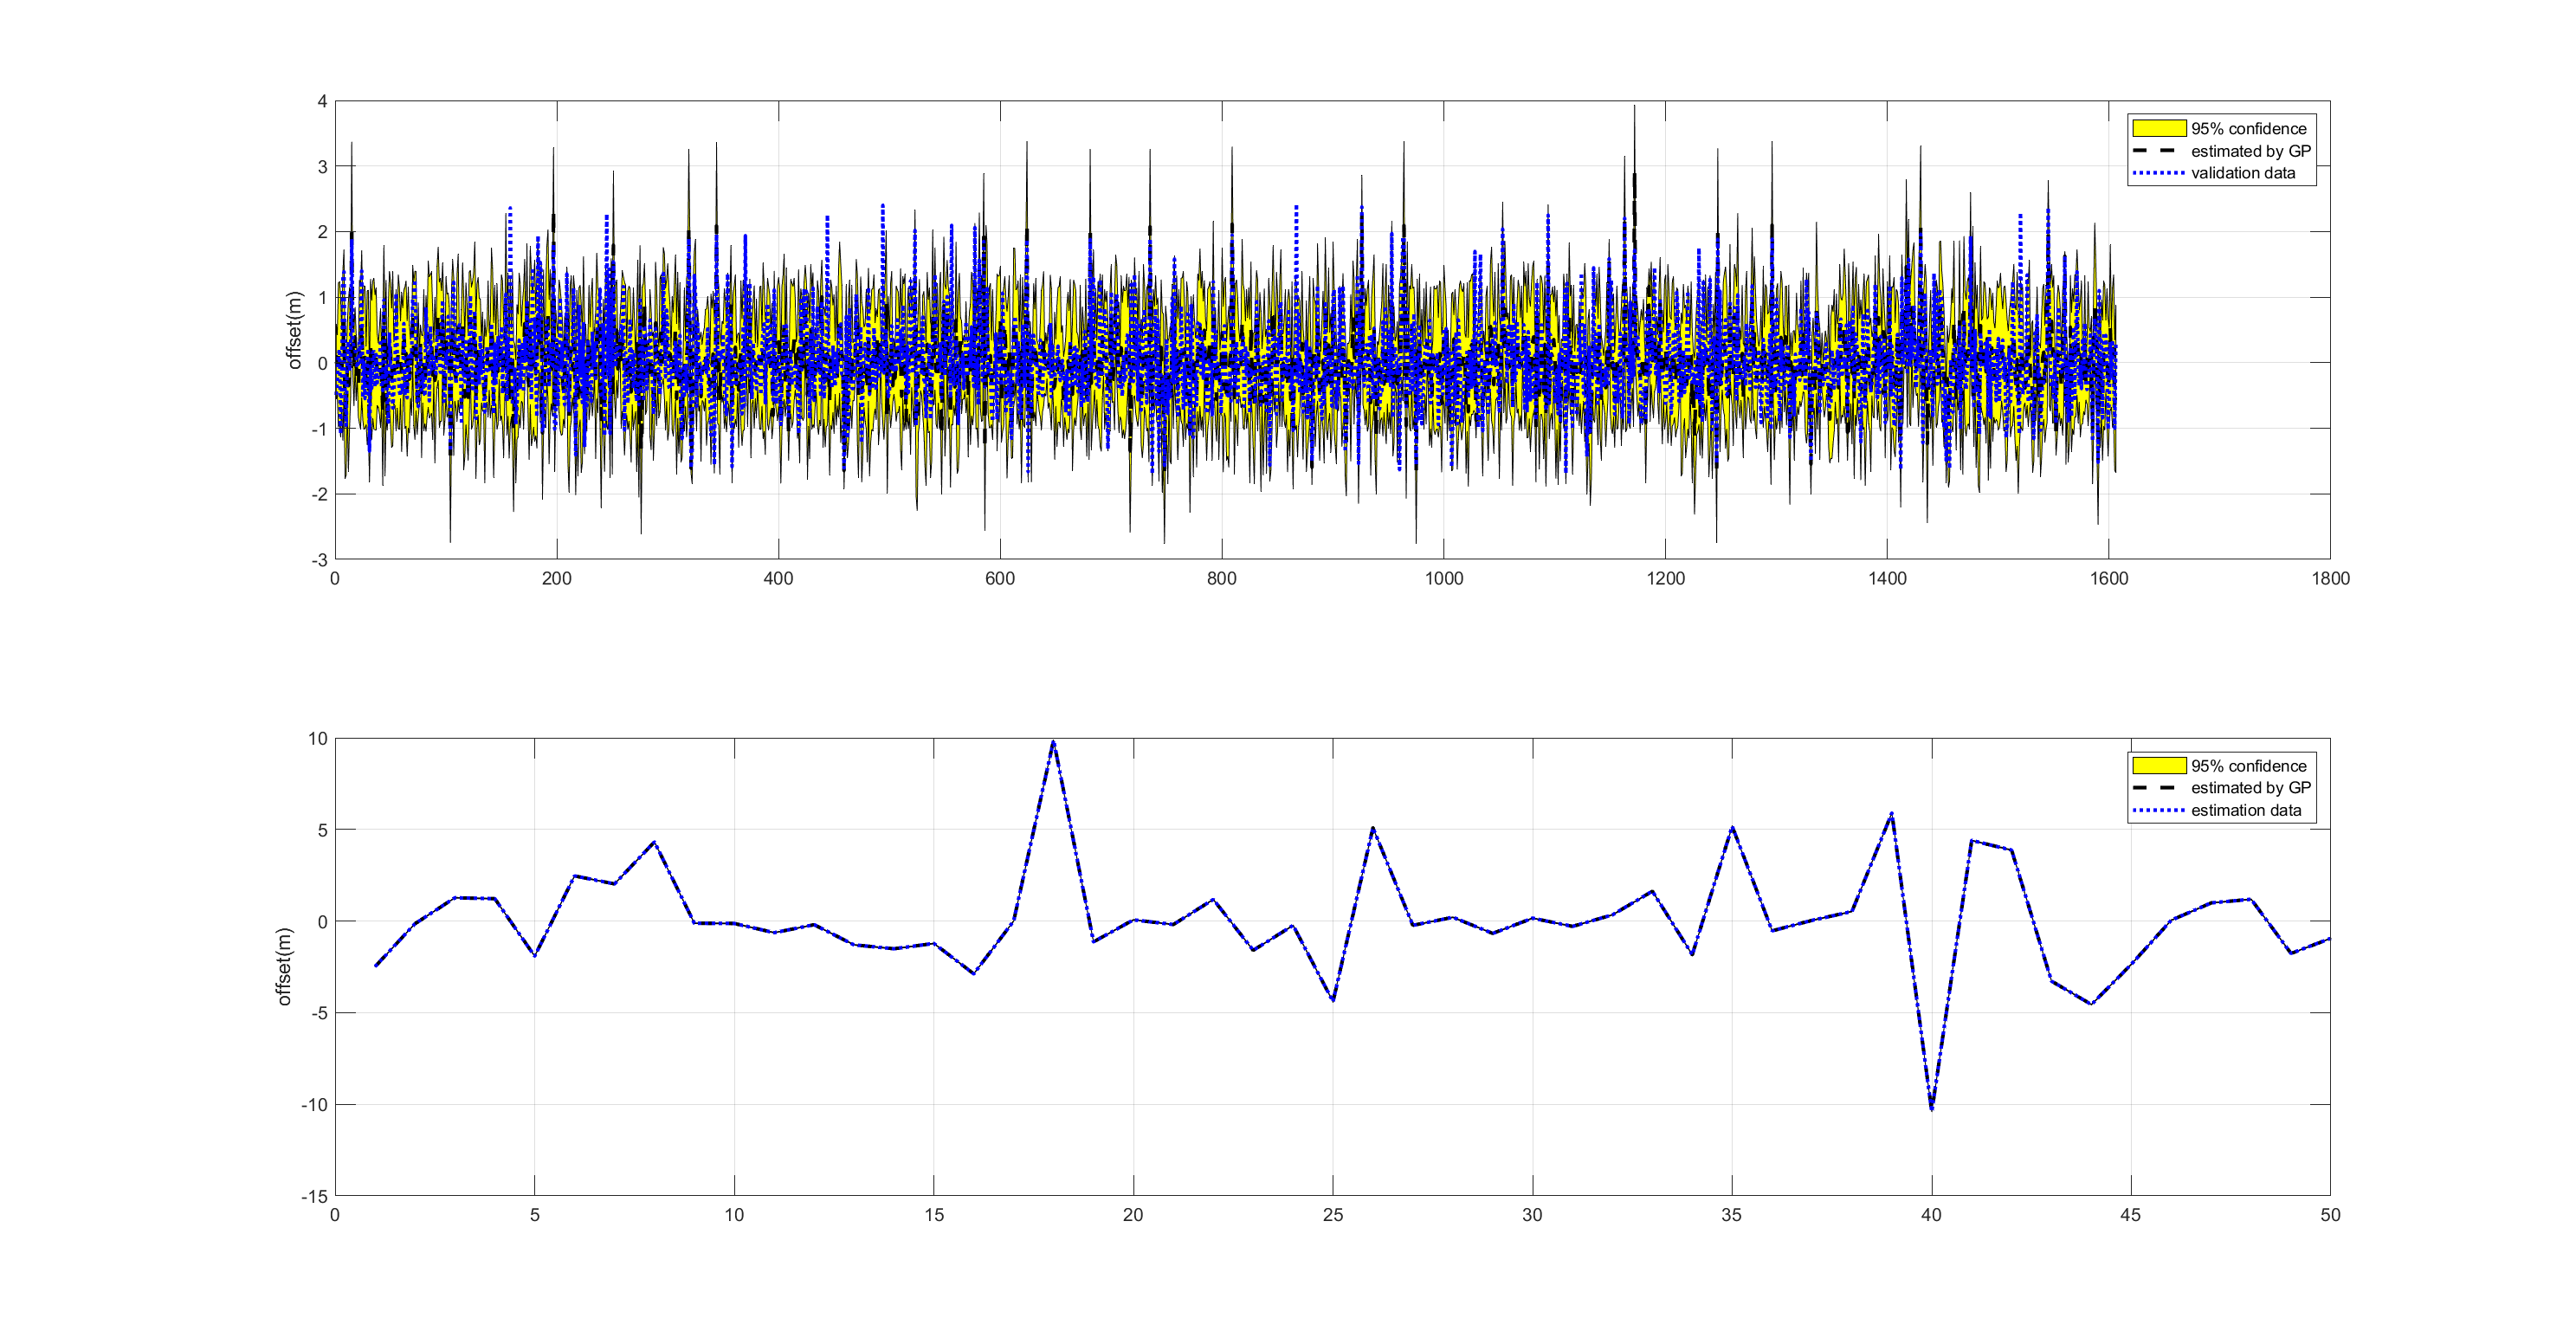 4
3
2
1
0
-1
-2
-3
offset(m)
0 200 400 600 800 1000 1200 1400 1600 1800
95% confidence
estimated by GP
validation data
10
5
0
-5
-10
-15
offset(m)
0 5 10 15 20 25 30 35 40 45 50
95% confidence
estimated by GP
estimation data